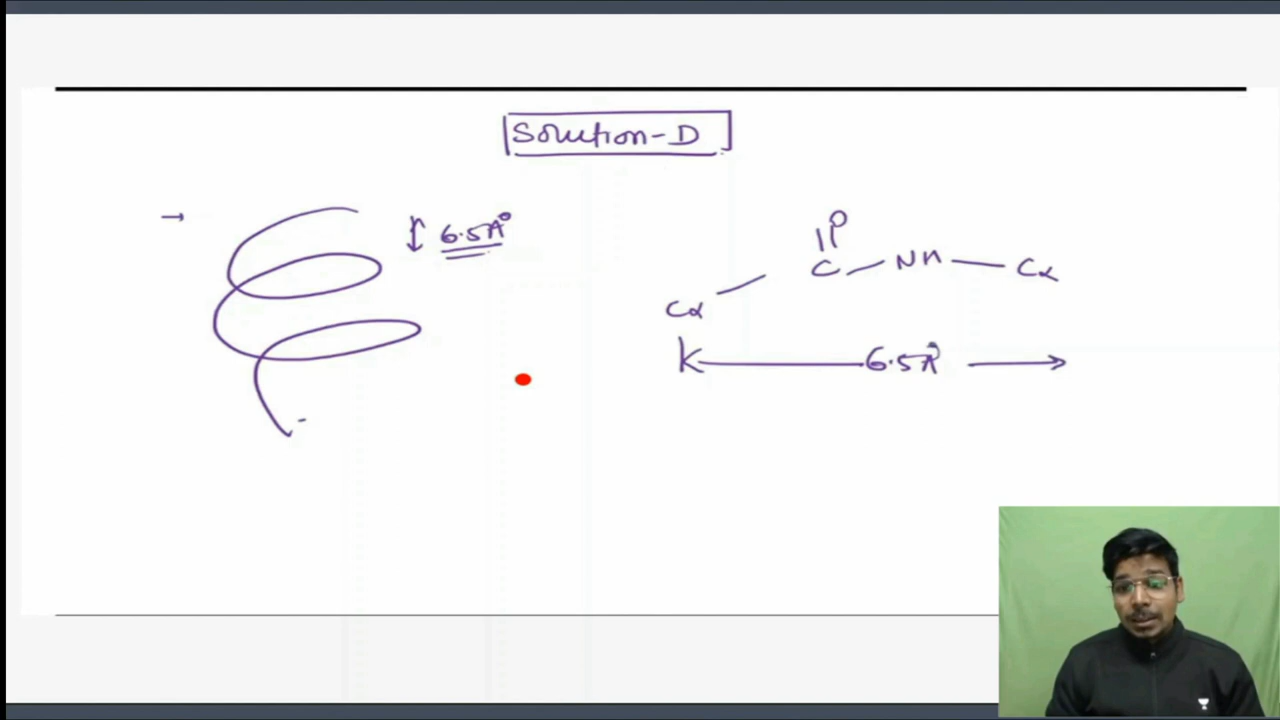 Solution-D
→
6.5A°
O
||
C - NH - Cα
Cα
6.5A°